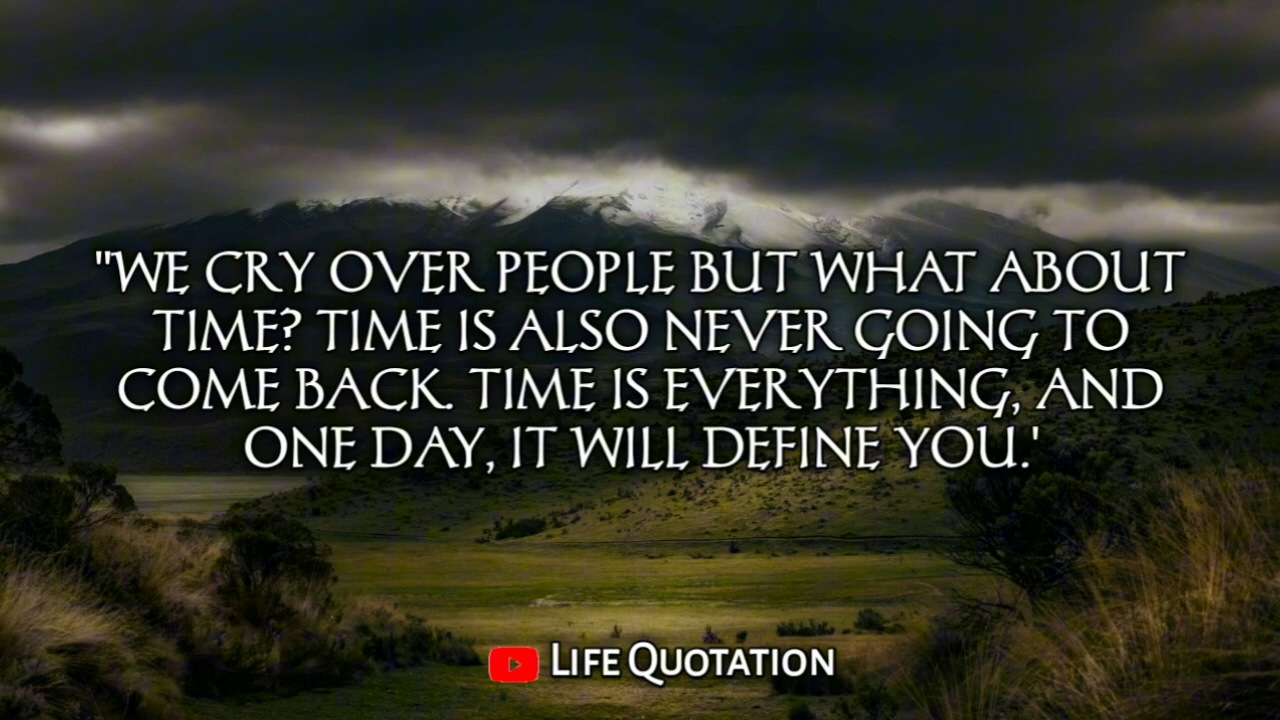 "WE CRY OVER PEOPLE BUT WHAT ABOUT
TIME? TIME IS ALSO NEVER GOING TO
COME BACK. TIME IS EVERYTHING, AND
ONE DAY, IT WILL DEFINE YOU.'
LIFE QUOTATION